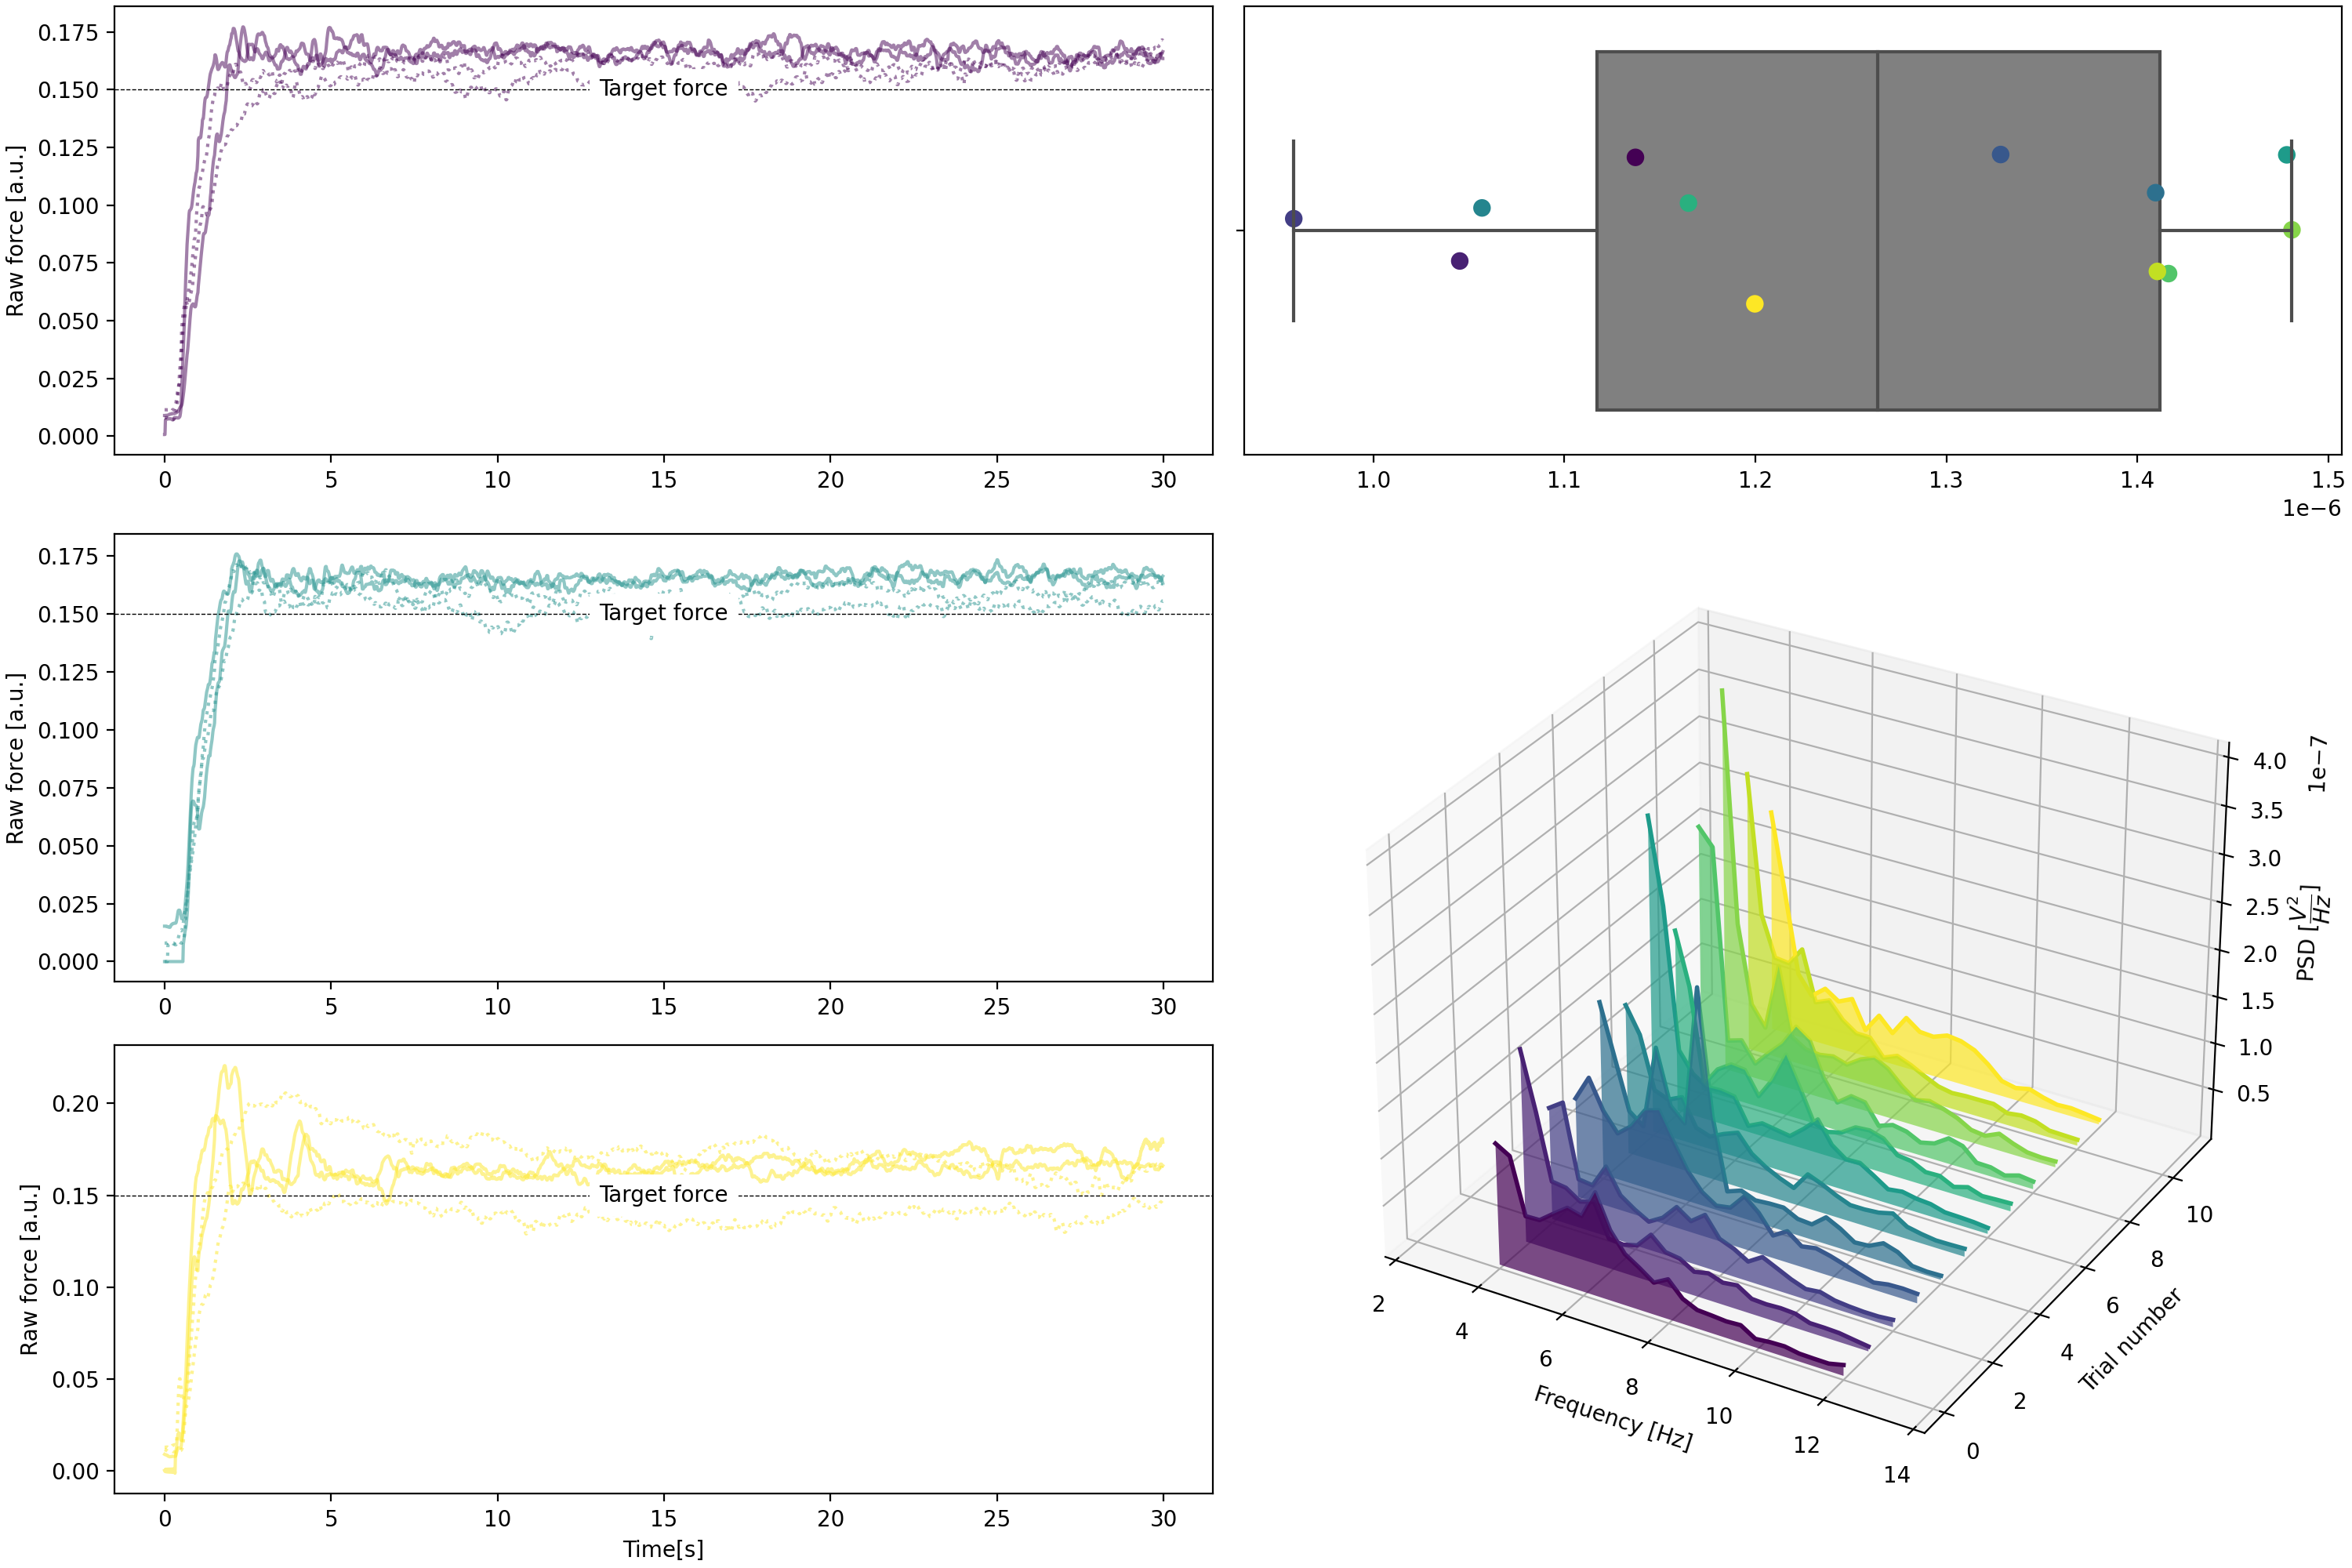 0.175
0.150
0.125
0.100
0.075
0.050
0.025
0.000
Raw force [a.u.]
Target force
0 5 10 15 20 25 30
1.0 1.1 1.2 1.3 1.4 1.5
1e−6
0.175
0.150
0.125
0.100
0.075
0.050
0.025
0.000
Raw force [a.u.]
Target force
0 5 10 15 20 25 30
0.20
0.15
0.10
0.05
0.00
Raw force [a.u.]
Target force
0 5 10 15 20 25 30
Time[s]
1e−7
4.0
3.5
3.0
2.5
2.0
1.5
1.0
0.5
PSD [V²/Hz]
10
8
6
4
2
0
Trial number
2 4 6 8 10 12 14
Frequency [Hz]